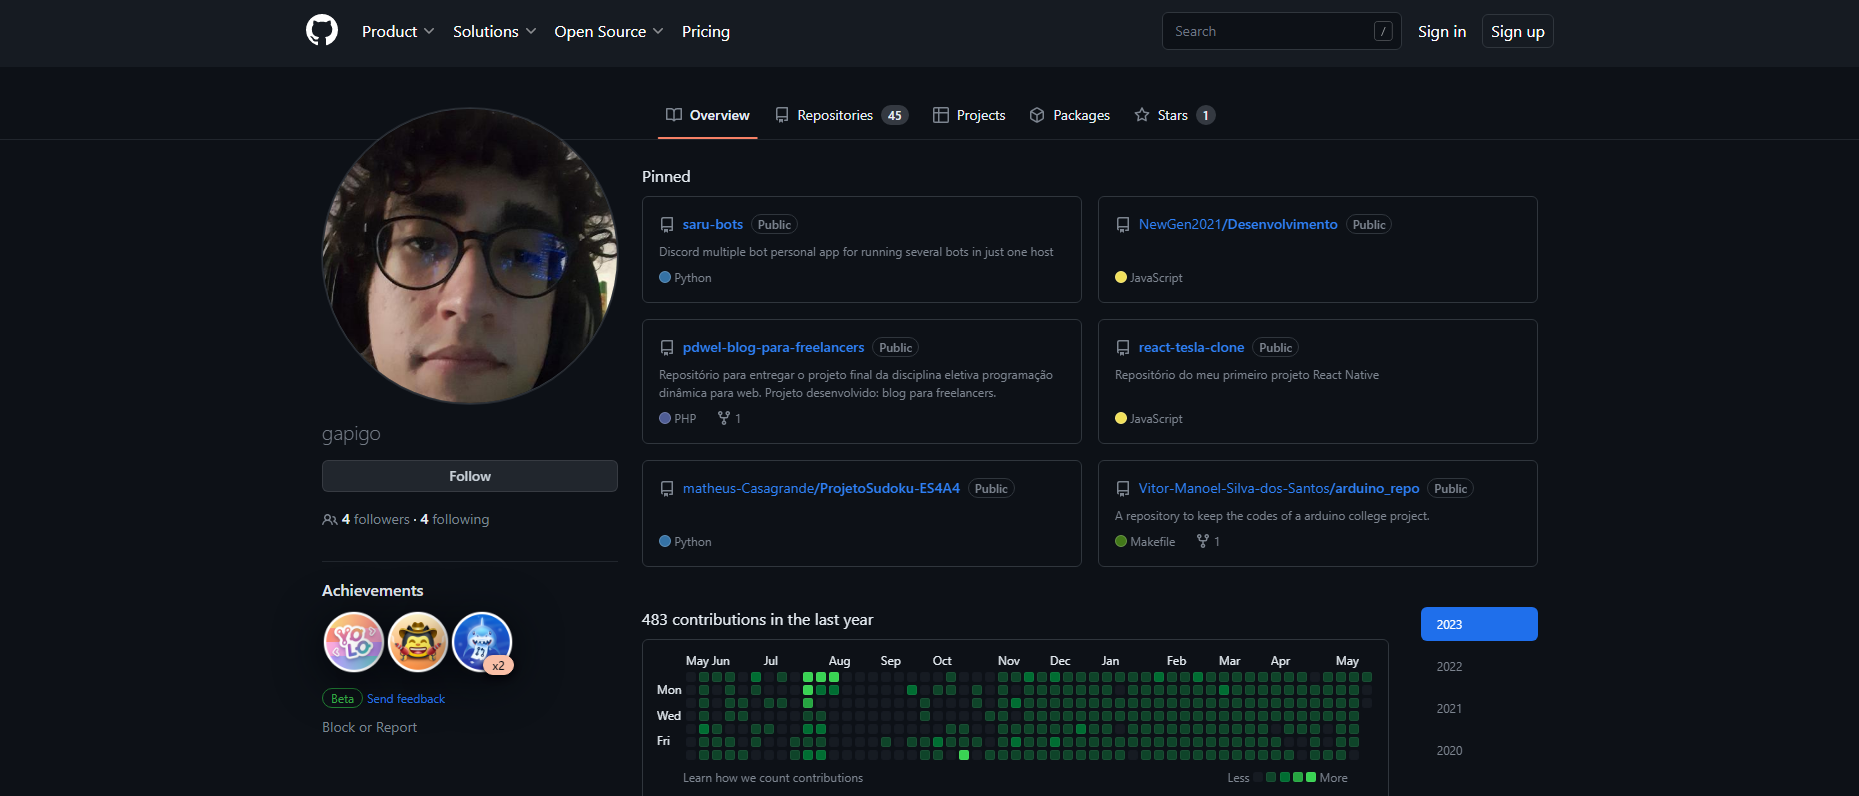 Product Solutions Open Source Pricing Search / Sign in Sign up
Overview Repositories 45 Projects Packages Stars 1
gapigo
Follow
4 followers · 4 following
Achievements
YOLO
x2
Beta Send feedback
Block or Report
Pinned
saru-bots Public
Discord multiple bot personal app for running several bots in just one host
Python
NewGen2021/Desenvolvimento Public
JavaScript
pdwel-blog-para-freelancers Public
Repositório para entregar o projeto final da disciplina eletiva programação
dinâmica para web. Projeto desenvolvido: blog para freelancers.
PHP 1
react-tesla-clone Public
Repositório do meu primeiro projeto React Native
JavaScript
matheus-Casagrande/ProjetoSudoku-ES4A4 Public
Python
Vitor-Manoel-Silva-dos-Santos/arduino_repo Public
A repository to keep the codes of a arduino college project.
Makefile 1
483 contributions in the last year
May Jun Jul Aug Sep Oct Nov Dec Jan Feb Mar Apr May
Mon
Wed
Fri
Learn how we count contributions
Less More
2023
2022
2021
2020